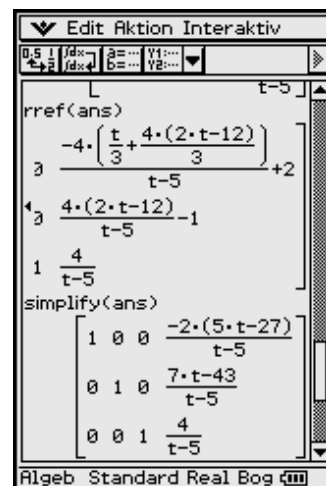 Edit Aktion Interaktiv
t-5
rref(ans)
0 -4·(t/3+4·(2·t-12)/3)/t-5+2
0 4·(2·t-12)/t-5-1
1 4/t-5
simplify(ans)
1 0 0 -2·(5·t-27)/t-5
0 1 0 7·t-43/t-5
0 0 1 4/t-5
Algeb Standard Real Bog